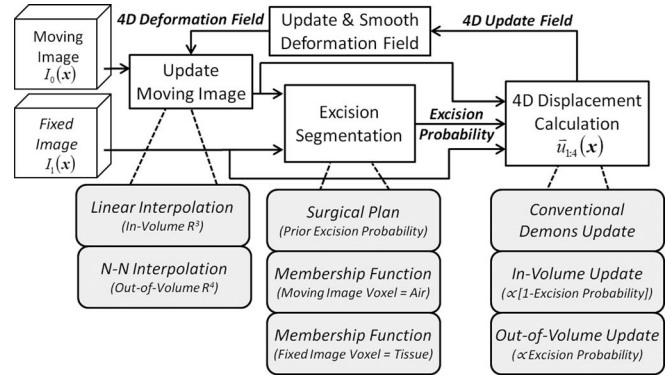 Moving
Image
I₀(x)
4D Deformation Field
Update & Smooth
Deformation Field
4D Update Field
Update
Moving Image
Fixed
Image
I₁(x)
Excision
Segmentation
Excision
Probability
4D Displacement
Calculation
ū₁:₄(x)
Linear Interpolation
(In-Volume R³)
N-N Interpolation
(Out-of-Volume R⁴)
Surgical Plan
(Prior Excision Probability)
Membership Function
(Moving Image Voxel = Air)
Membership Function
(Fixed Image Voxel = Tissue)
Conventional
Demons Update
In-Volume Update
(∝[1-Excision Probability])
Out-of-Volume Update
(∝Excision Probability)